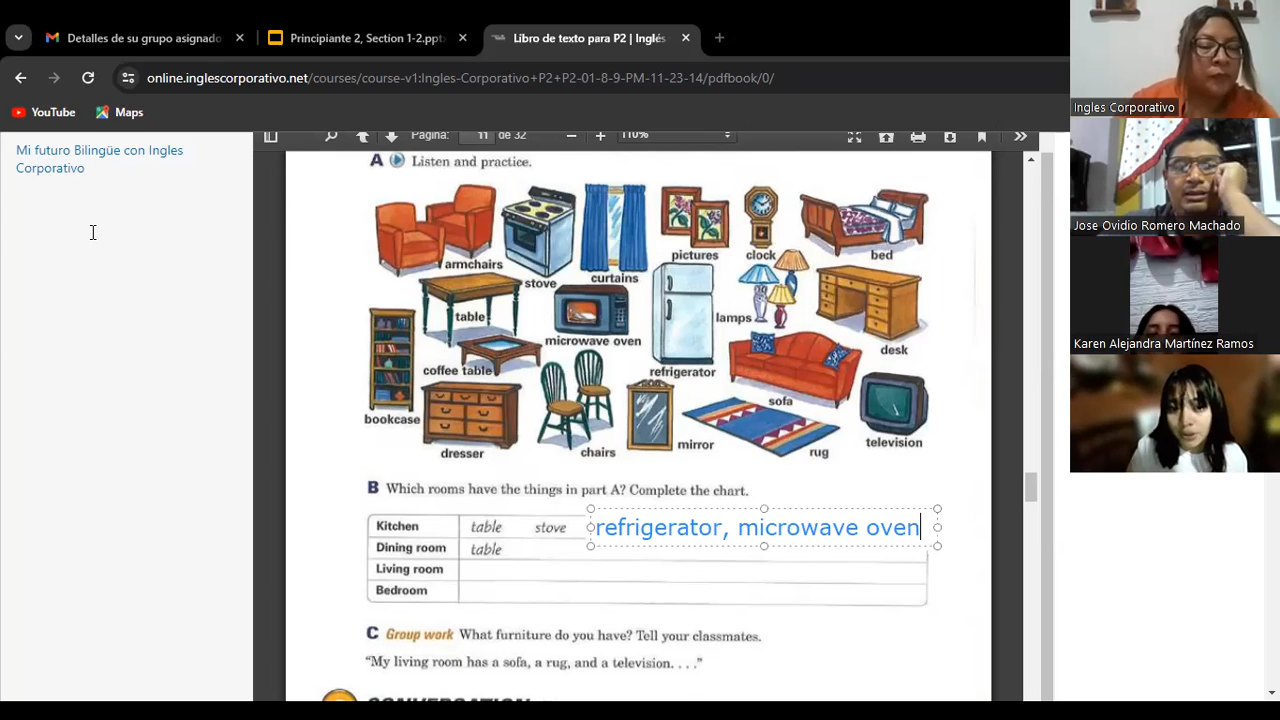 Detalles de su grupo asignado
Principiante 2, Section 1-2.ppt
Libro de texto para P2 | Inglés
online.inglescorporativo.net/courses/course-v1:Ingles-Corporativo+P2+P2-01-8-9-PM-11-23-14/pdfbook/0/
YouTube
Maps
Mi futuro Bilingüe con Ingles
Corporativo
Página: 11 de 32
110%
A Listen and practice.
armchairs
stove
curtains
pictures
clock
bed
table
microwave oven
refrigerator
lamps
desk
bookcase
coffee table
dresser
chairs
mirror
rug
sofa
television
B Which rooms have the things in part A? Complete the chart.
Kitchen table stove refrigerator, microwave oven
Dining room table
Living room
Bedroom
C Group work What furniture do you have? Tell your classmates.
“My living room has a sofa, a rug, and a television. . . .”
CONVERSATION
Ingles Corporativo
Jose Ovidio Romero Machado
Karen Alejandra Martínez Ramos